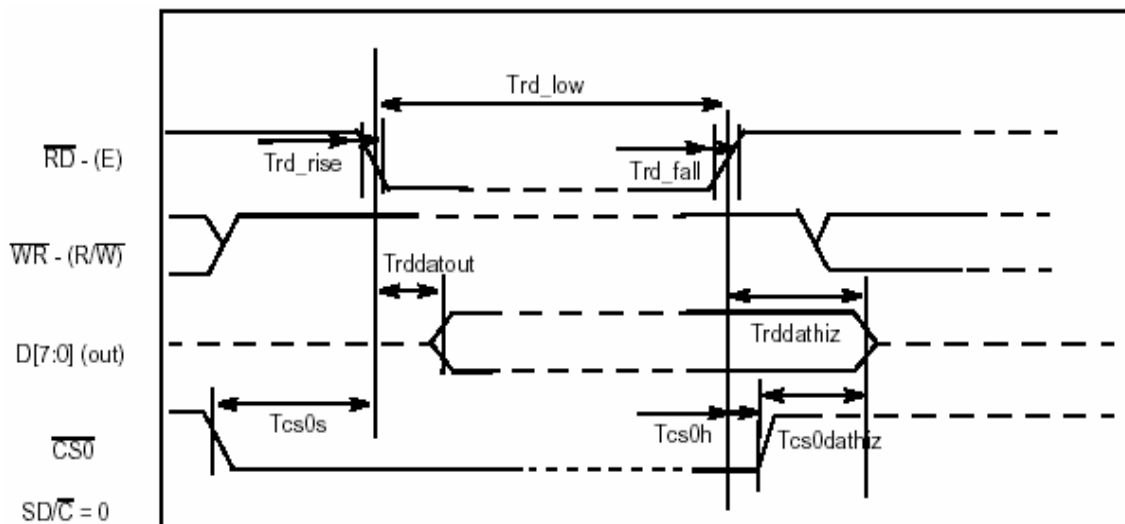 Trd_low
RD - (E)
Trd_rise
Trd_fall
WR - (R/W)
Trddatout
D[7:0] (out)
Trddathiz
Tcs0s
Tcs0h
Tcs0dathiz
CS0
SD/C = 0